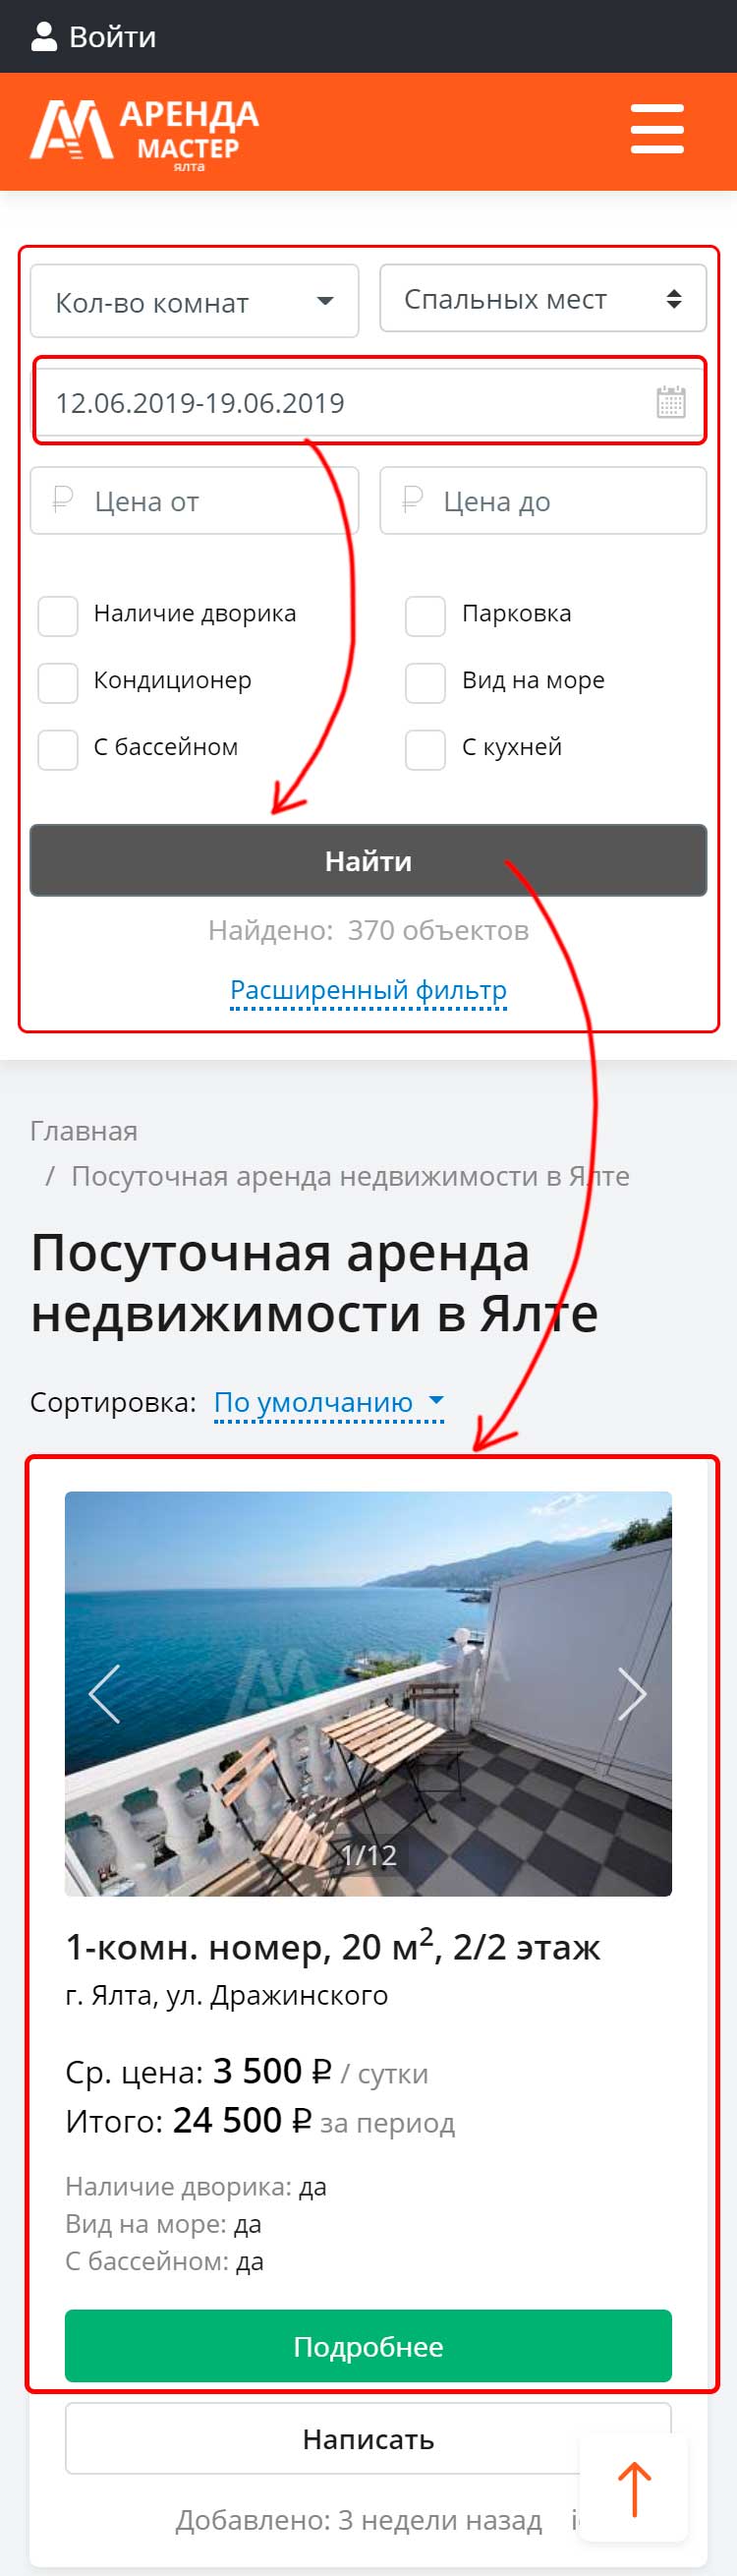 Войти
АРЕНДА
МАСТЕР
ялта
Кол-во комнат
Спальных мест
12.06.2019-19.06.2019
₽ Цена от
₽ Цена до
Наличие дворика
Парковка
Кондиционер
Вид на море
С бассейном
С кухней
Найти
Найдено: 370 объектов
Расширенный фильтр
Главная
/ Посуточная аренда недвижимости в Ялте
Посуточная аренда
недвижимости в Ялте
Сортировка: По умолчанию
1/12
1-комн. номер, 20 м², 2/2 этаж
г. Ялта, ул. Дражинского
Ср. цена: 3 500 ₽ / сутки
Итого: 24 500 ₽ за период
Наличие дворика: да
Вид на море: да
С бассейном: да
Подробнее
Написать
Добавлено: 3 недели назад